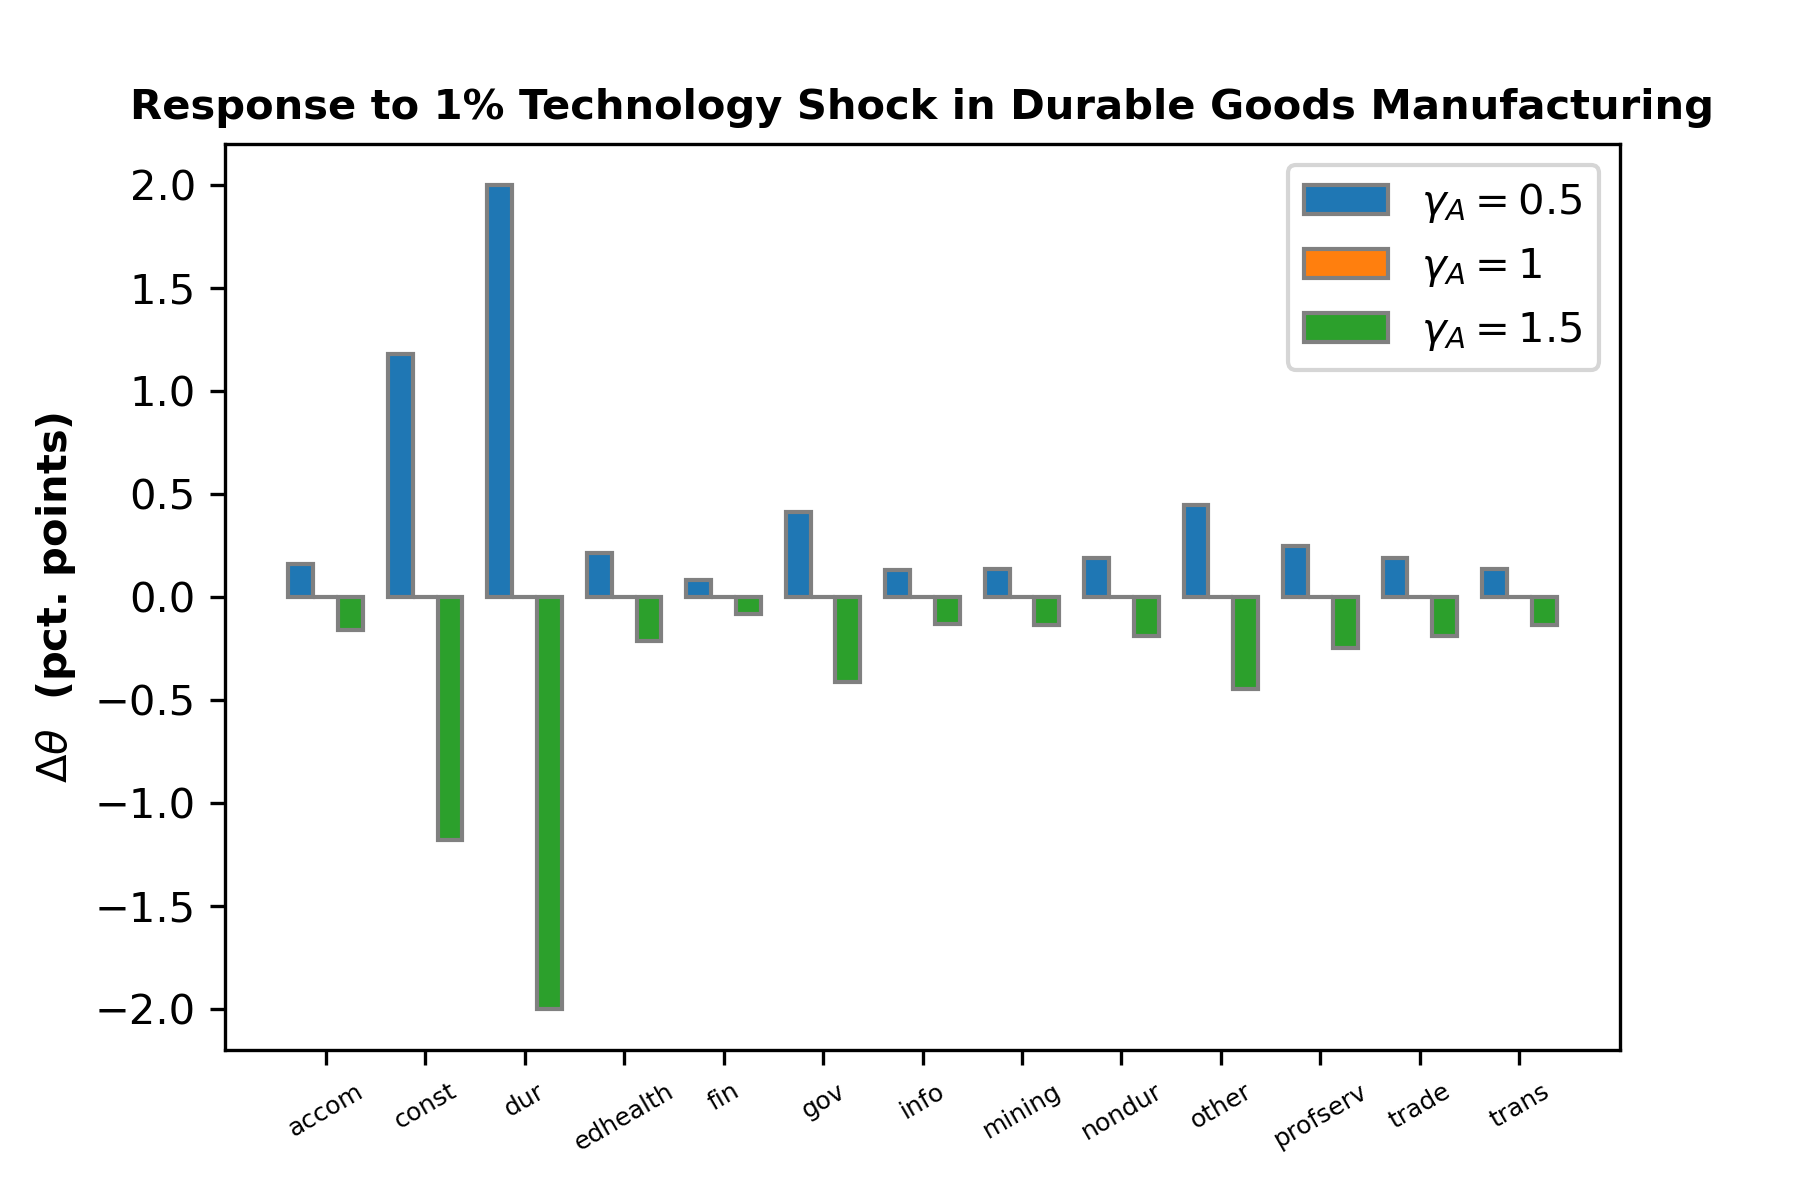 Response to 1% Technology Shock in Durable Goods Manufacturing
γA = 0.5
γA = 1
γA = 1.5
Δθ (pct. points)
2.0
1.5
1.0
0.5
0.0
−0.5
−1.0
−1.5
−2.0
accom const dur edhealth fin gov info mining nondur other profserv trade trans